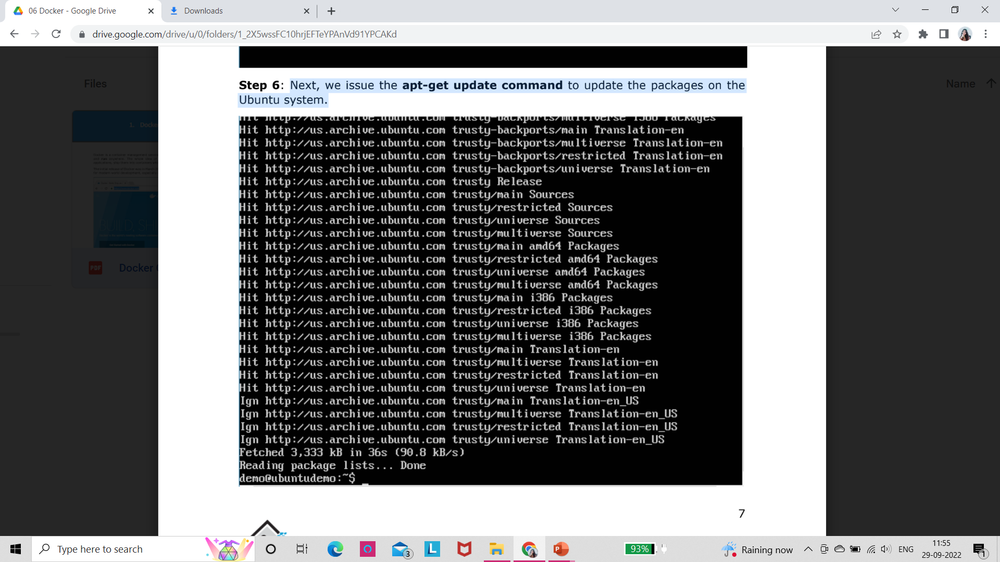 06 Docker - Google Drive
Downloads
drive.google.com/drive/u/0/folders/1_2X5wssFC10hrjEFTeYPAnVd91YPCAKd
Files
Name
1. Docker
BUILD, SH
PDF
Docker
Step 6: Next, we issue the apt-get update command to update the packages on the
Ubuntu system.
Hit http://us.archive.ubuntu.com trusty-backports/multiverse i386 Packages
Hit http://us.archive.ubuntu.com trusty-backports/main Translation-en
Hit http://us.archive.ubuntu.com trusty-backports/multiverse Translation-en
Hit http://us.archive.ubuntu.com trusty-backports/restricted Translation-en
Hit http://us.archive.ubuntu.com trusty-backports/universe Translation-en
Hit http://us.archive.ubuntu.com trusty Release
Hit http://us.archive.ubuntu.com trusty/main Sources
Hit http://us.archive.ubuntu.com trusty/restricted Sources
Hit http://us.archive.ubuntu.com trusty/universe Sources
Hit http://us.archive.ubuntu.com trusty/multiverse Sources
Hit http://us.archive.ubuntu.com trusty/main amd64 Packages
Hit http://us.archive.ubuntu.com trusty/restricted amd64 Packages
Hit http://us.archive.ubuntu.com trusty/universe amd64 Packages
Hit http://us.archive.ubuntu.com trusty/multiverse amd64 Packages
Hit http://us.archive.ubuntu.com trusty/main i386 Packages
Hit http://us.archive.ubuntu.com trusty/restricted i386 Packages
Hit http://us.archive.ubuntu.com trusty/universe i386 Packages
Hit http://us.archive.ubuntu.com trusty/multiverse i386 Packages
Hit http://us.archive.ubuntu.com trusty/main Translation-en
Hit http://us.archive.ubuntu.com trusty/multiverse Translation-en
Hit http://us.archive.ubuntu.com trusty/restricted Translation-en
Hit http://us.archive.ubuntu.com trusty/universe Translation-en
Ign http://us.archive.ubuntu.com trusty/main Translation-en_US
Ign http://us.archive.ubuntu.com trusty/multiverse Translation-en_US
Ign http://us.archive.ubuntu.com trusty/restricted Translation-en_US
Ign http://us.archive.ubuntu.com trusty/universe Translation-en_US
Fetched 3,333 kB in 36s (90.8 kB/s)
Reading package lists... Done
demo@ubuntudemo:~$ _
7
Type here to search
3
L
P
93%
Raining now
ENG
11:55
29-09-2022
1